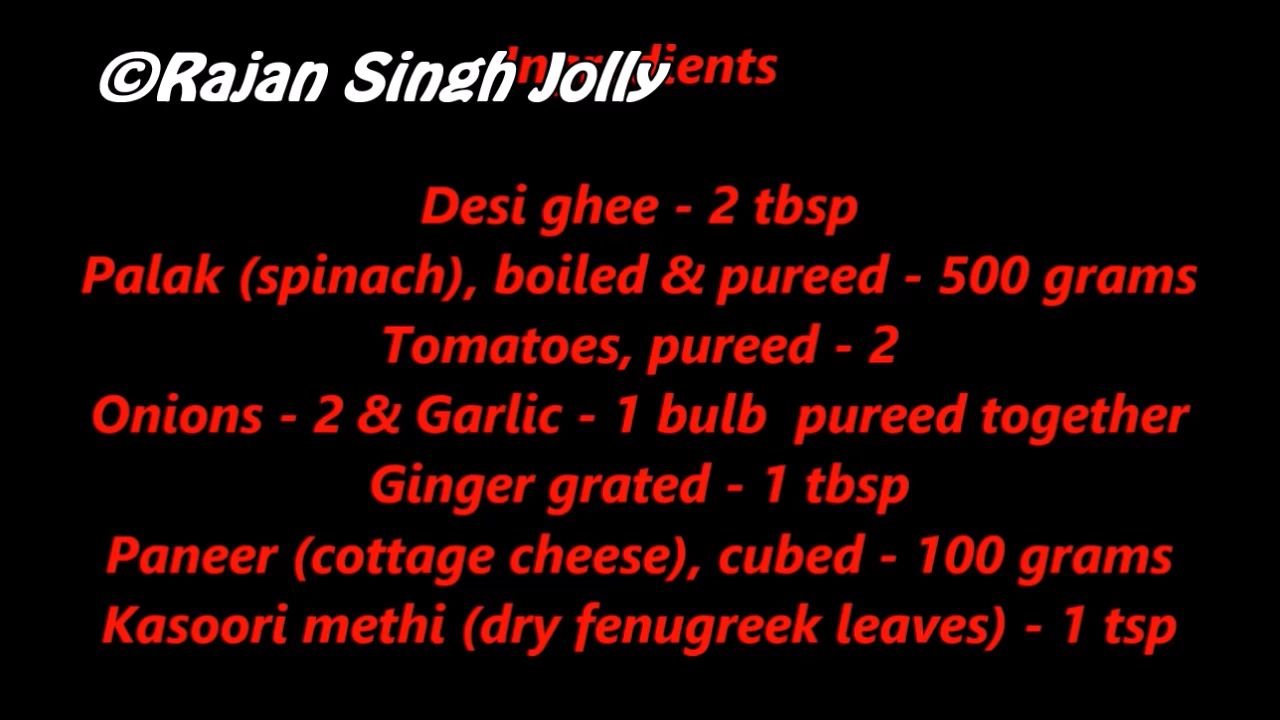 ©Rajan Singh Jolly
Ingredients
Desi ghee - 2 tbsp
Palak (spinach), boiled & pureed - 500 grams
Tomatoes, pureed - 2
Onions - 2 & Garlic - 1 bulb pureed together
Ginger grated - 1 tbsp
Paneer (cottage cheese), cubed - 100 grams
Kasoori methi (dry fenugreek leaves) - 1 tsp